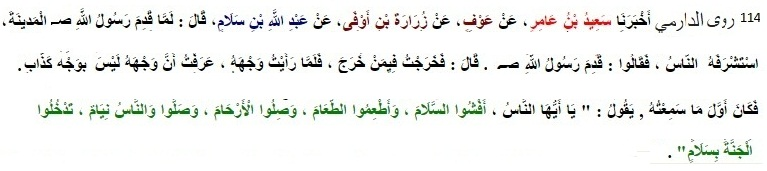 114 روى الدارمي أَخْبَرَنَا سَعِيدُ بْنُ عَامِرٍ، عَنْ عَوْفٍ، عَنْ زُرَارَةَ بْنِ أَوْفَى، عَنْ عَبْدِ اللَّهِ بْنِ سَلَامٍ، قَالَ : لَمَّا قَدِمَ رَسُولُ اللَّهِ صـ الْمَدِينَةَ،
اسْتَشْرَفَهُ النَّاسُ ، فَقَالُوا : قَدِمَ رَسُولُ اللَّهِ صـ . قَالَ : فَخَرَجْتُ فِيمَنْ خَرَجَ ، فَلَمَّا رَأَيْتُ وَجْهَهُ ، عَرَفْتُ أَنَّ وَجْهَهُ لَيْسَ بِوَجْهِ كَذَّابٍ.
فَكَانَ أَوَّلَ مَا سَمِعْتُهُ , يَقُولُ : " يَا أَيُّهَا النَّاسُ ، أَفْشُوا السَّلَامَ ، وَأَطْعِمُوا الطَّعَامَ ، وَصِلُوا الْأَرْحَامَ ، وَصَلُّوا وَالنَّاسُ نِيَامٌ ، تَدْخُلُوا
الْجَنَّةَ بِسَلَامٍ " .